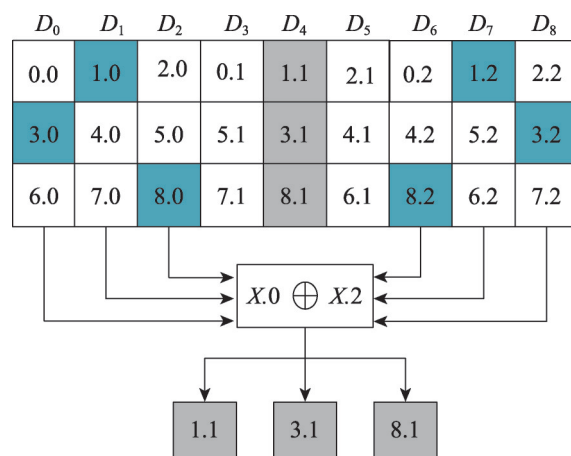 D₀ D₁ D₂ D₃ D₄ D₅ D₆ D₇ D₈
0.0 1.0 2.0 0.1 1.1 2.1 0.2 1.2 2.2
3.0 4.0 5.0 5.1 3.1 4.1 4.2 5.2 3.2
6.0 7.0 8.0 7.1 8.1 6.1 8.2 6.2 7.2
X.0 ⊕ X.2
1.1 3.1 8.1